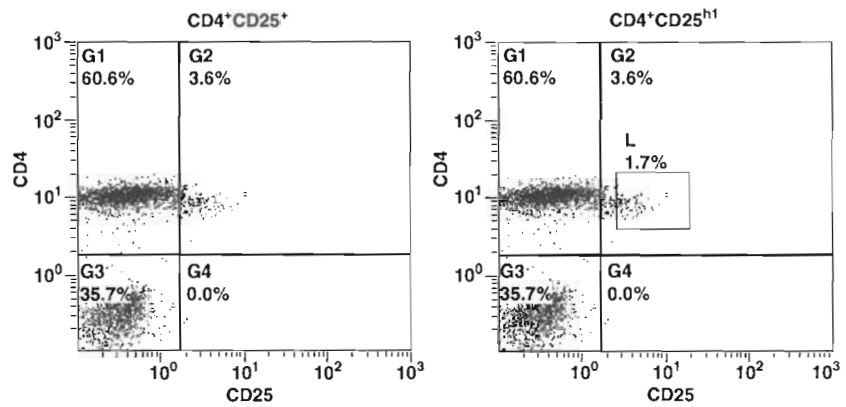 CD4⁺CD25⁺
10³
G1
60.6%
G2
3.6%
10²
CD4
10¹
10⁰
G3
35.7%
G4
0.0%
10⁰ 10¹ 10² 10³
CD25
CD4⁺CD25ʰ¹
10³
G1
60.6%
G2
3.6%
10²
L
1.7%
CD4
10¹
10⁰
G3
35.7%
G4
0.0%
10⁰ 10¹ 10² 10³
CD25